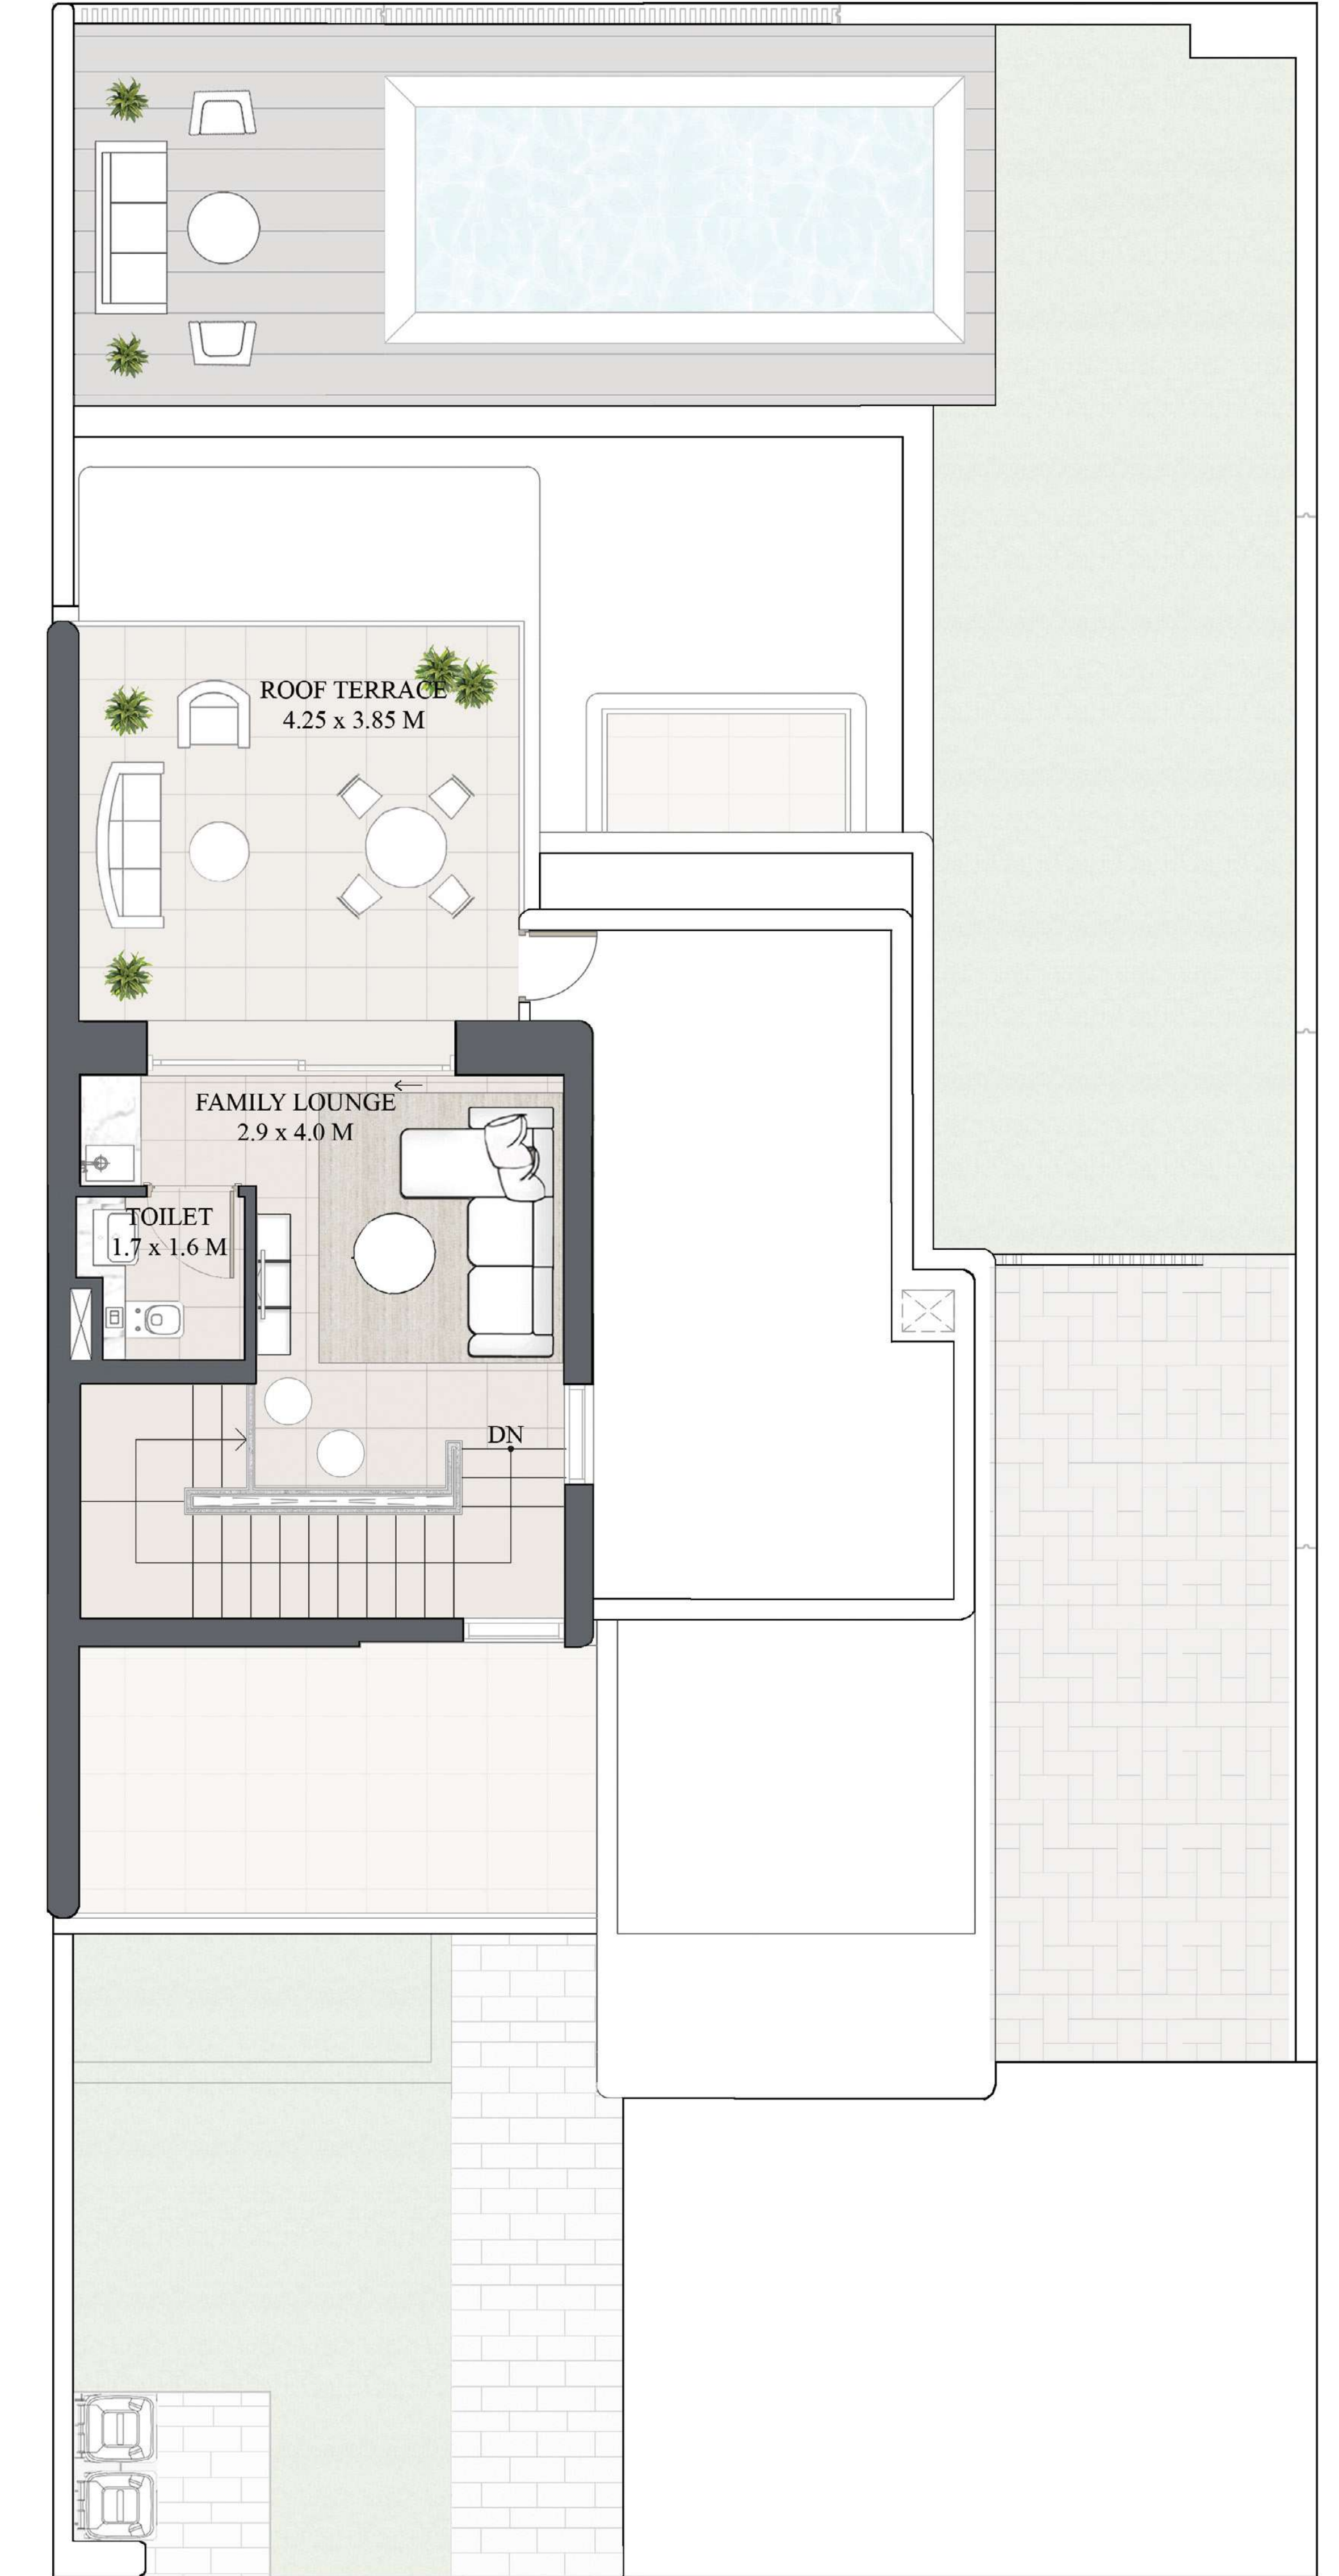 ROOF TERRACE
4.25 x 3.85 M
FAMILY LOUNGE
2.9 x 4.0 M
TOILET
1.7 x 1.6 M
DN